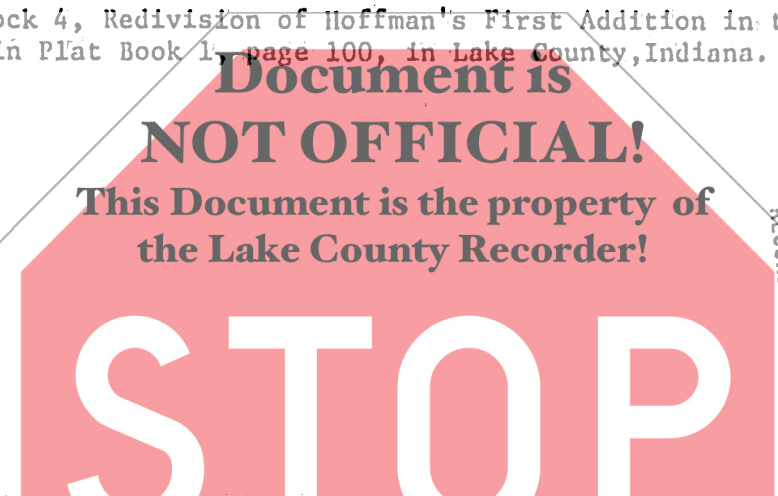 ock 4, Redivision of Hoffman's First Addition in
in Plat Book 1, page 100, in Lake County,Indiana.
Document is
NOT OFFICIAL!
This Document is the property of
the Lake County Recorder!
STOP